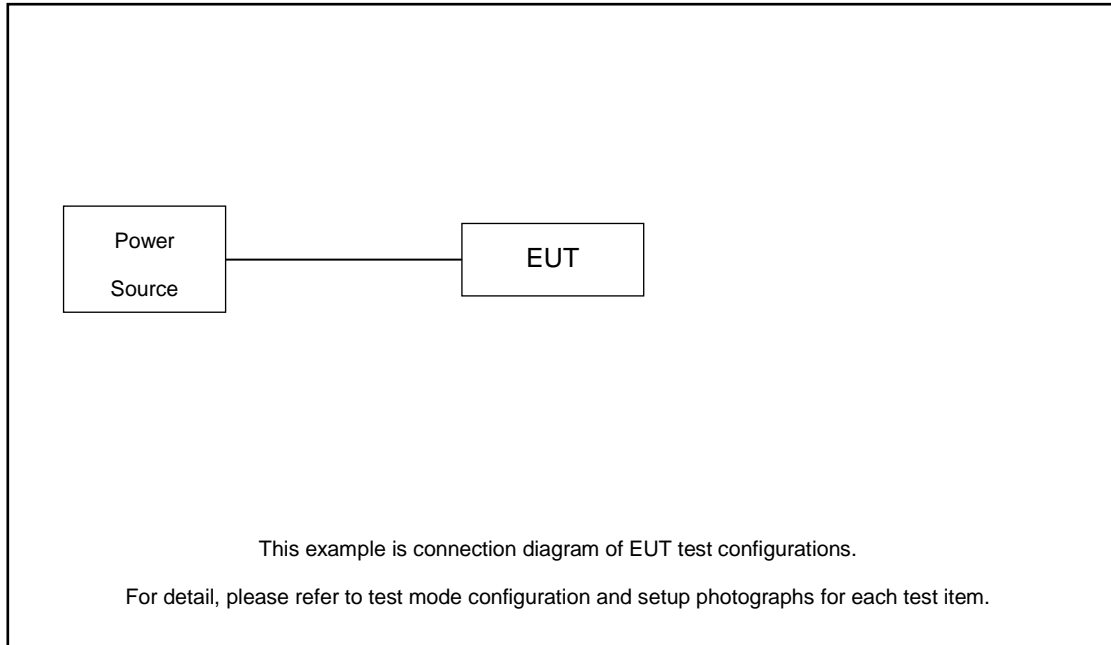 Power
Source
EUT
This example is connection diagram of EUT test configurations.
For detail, please refer to test mode configuration and setup photographs for each test item.